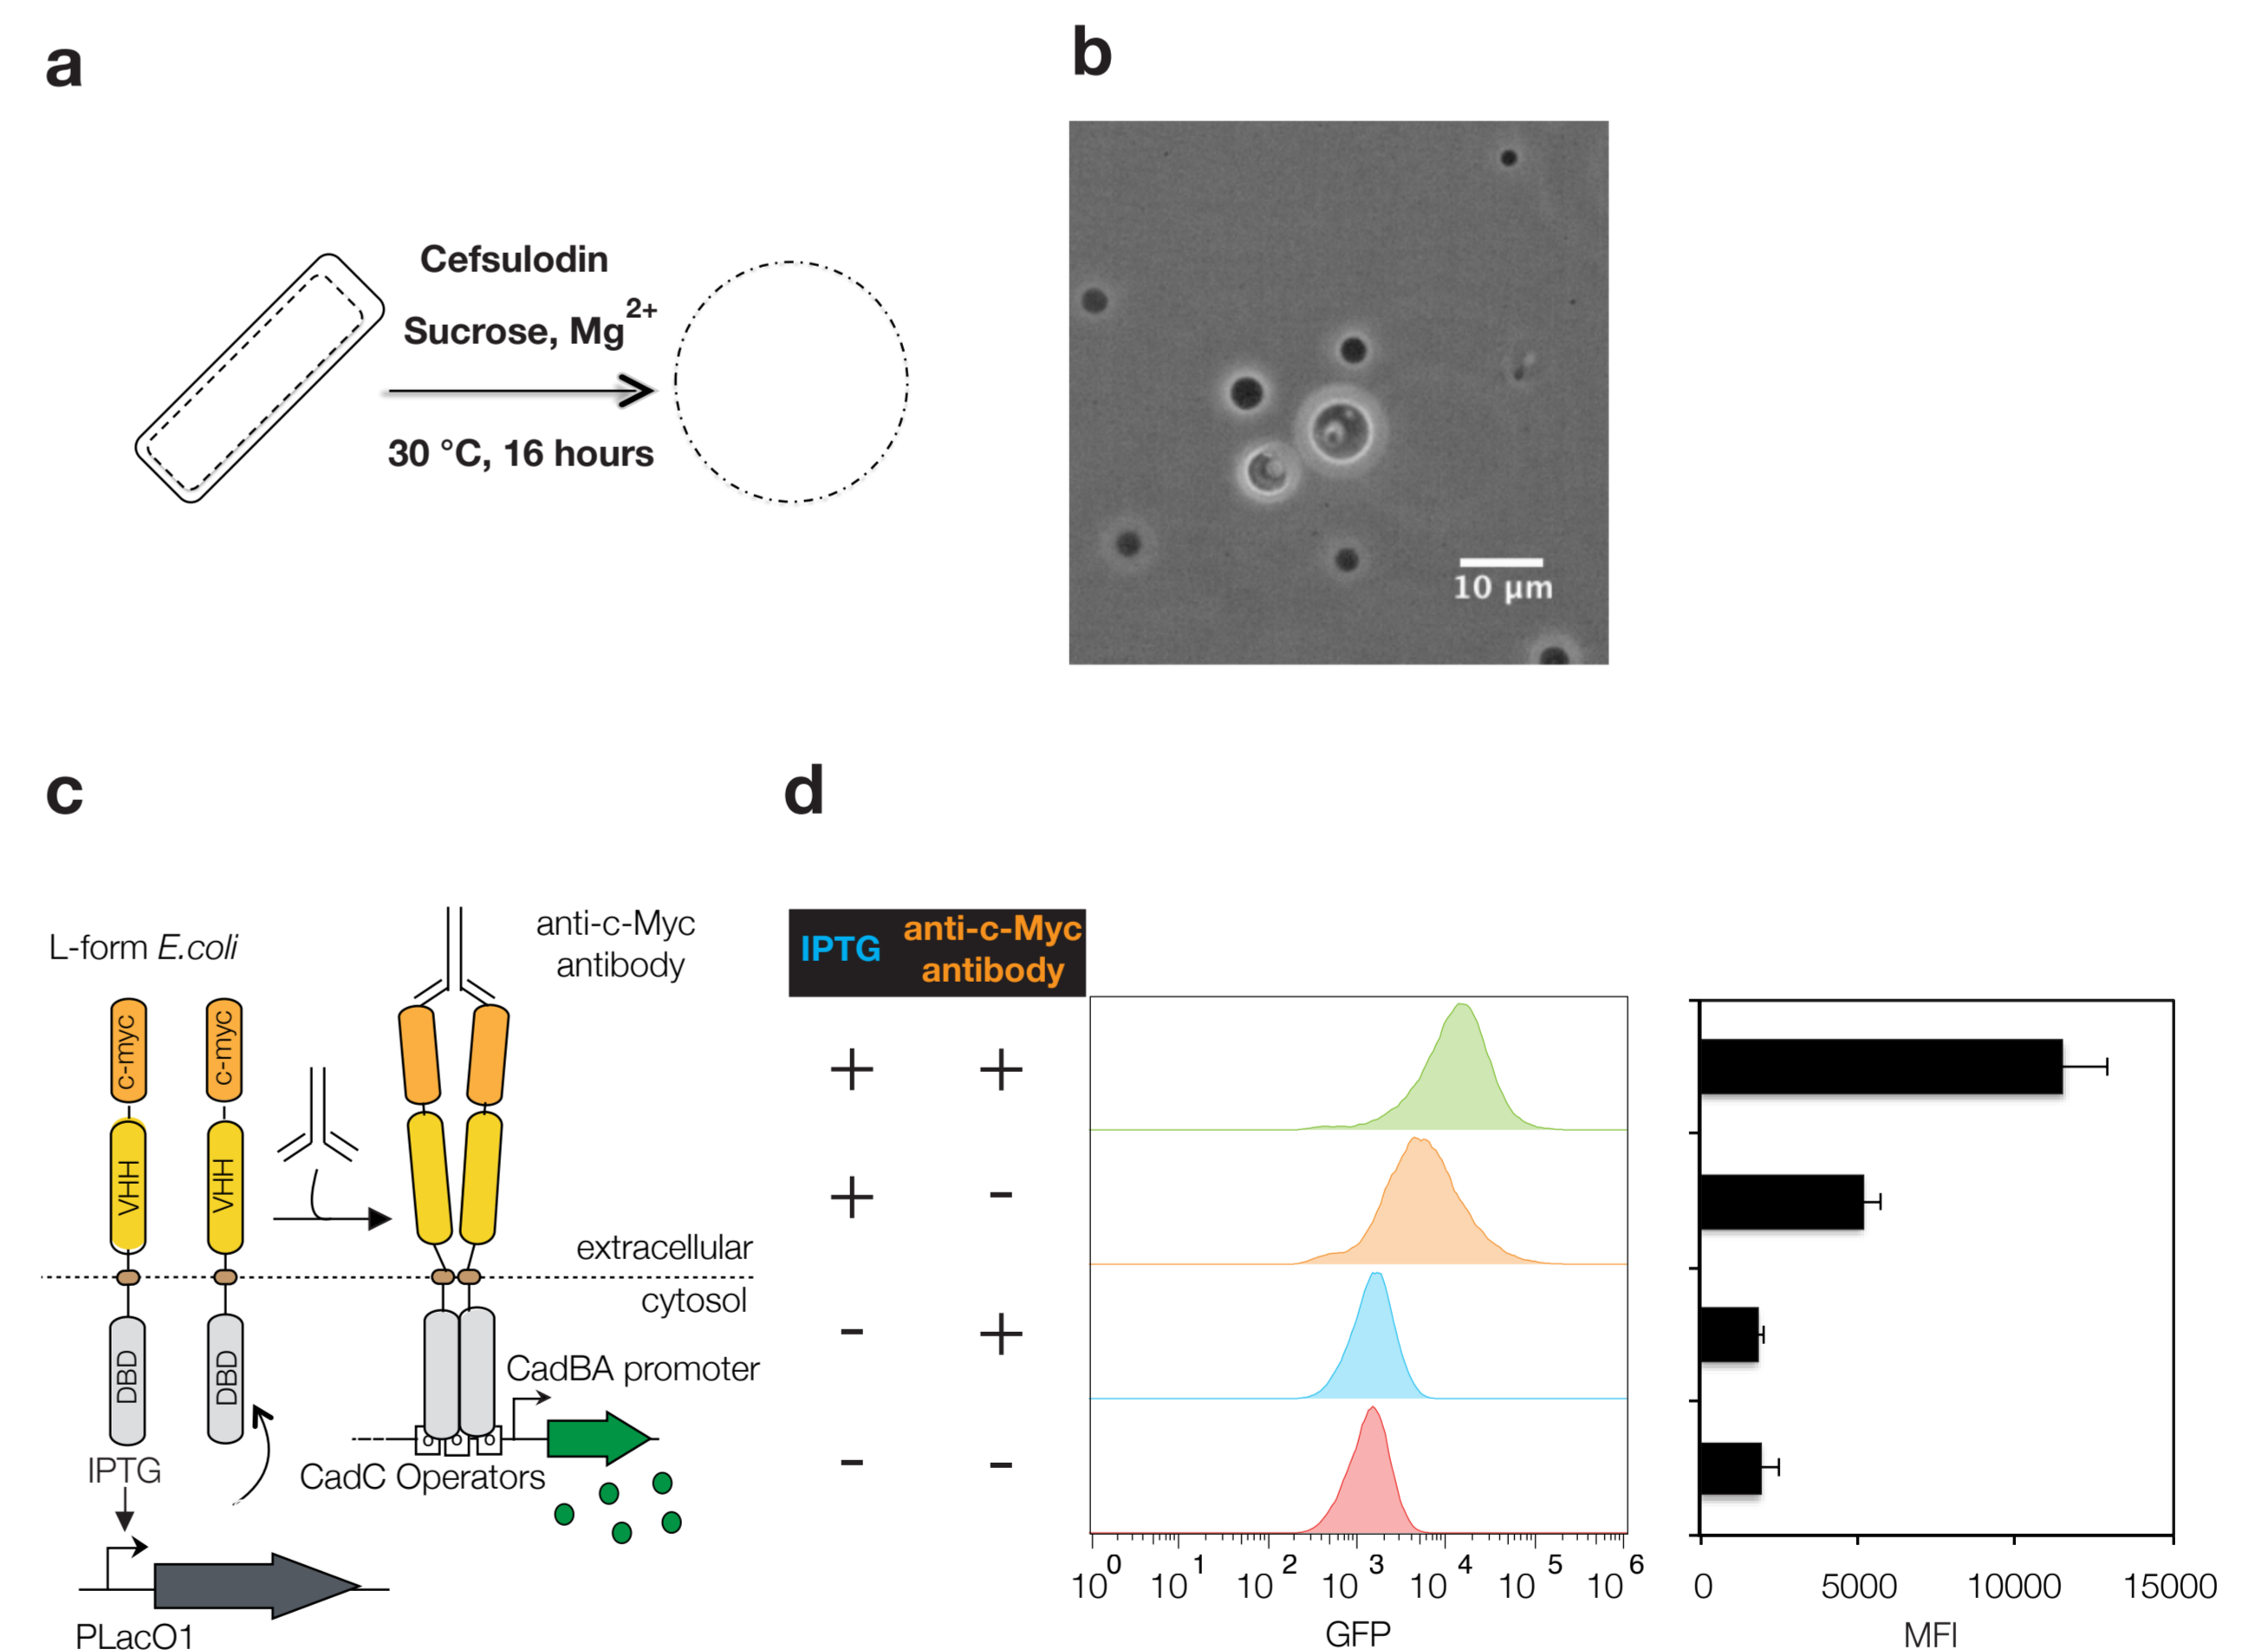 a
Cefsulodin
Sucrose, Mg2+
30 °C, 16 hours
b
10 µm
c
L-form E.coli
anti-c-Myc
antibody
c-myc
c-myc
VHH
VHH
extracellular
cytosol
DBD
DBD
CadBA promoter
o o o
IPTG
CadC Operators
PLacO1
d
IPTG
anti-c-Myc
antibody
+ +
+ -
- +
- -
10^0 10^1 10^2 10^3 10^4 10^5 10^6
GFP
0 5000 10000 15000
MFI